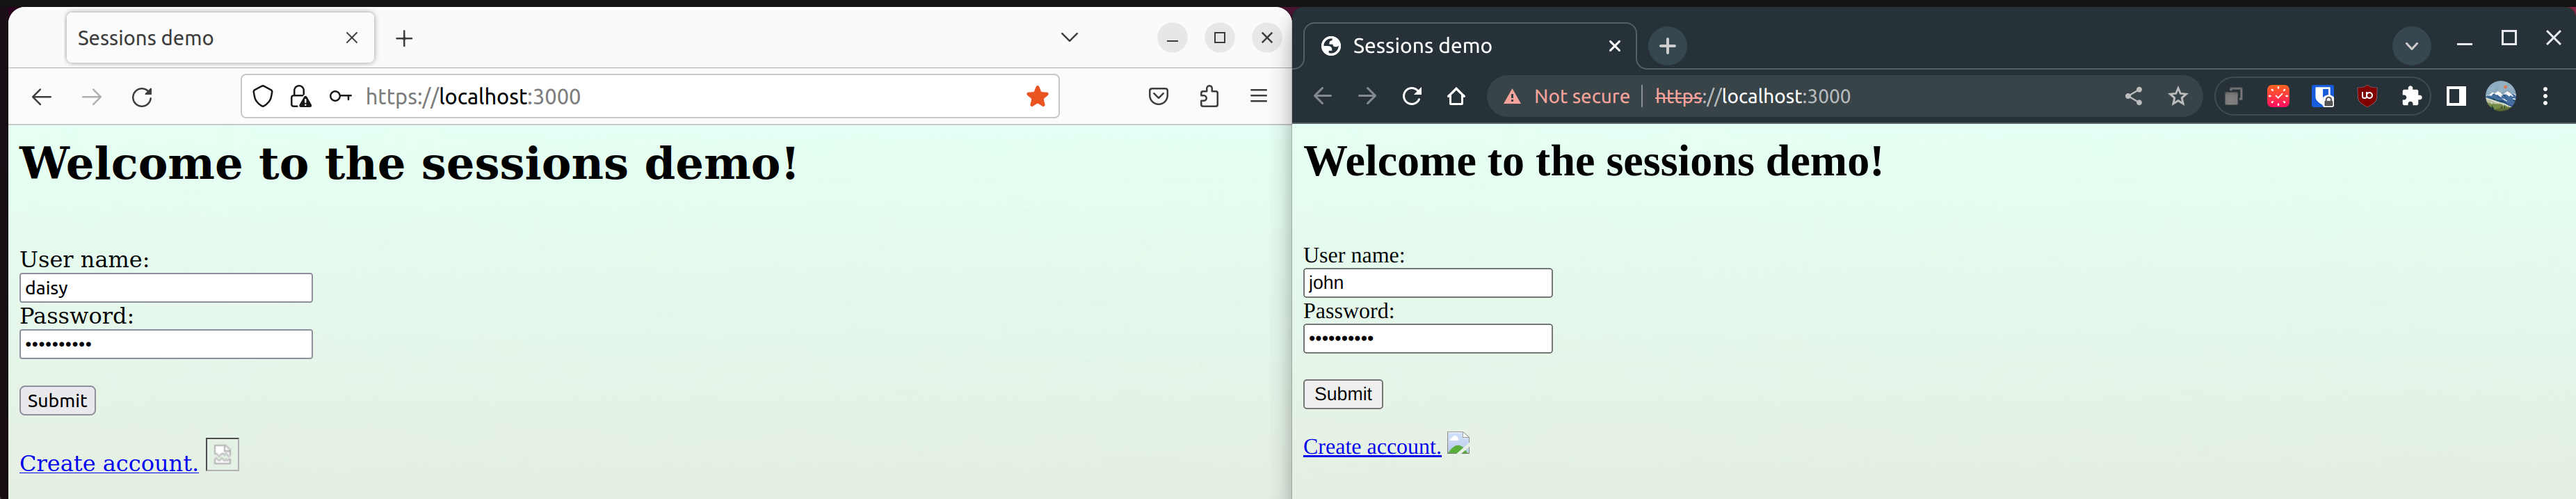 Sessions demo
https://localhost:3000
Welcome to the sessions demo!
User name:
daisy
Password:
••••••••••
Submit
Create account.
Sessions demo
Not secure https://localhost:3000
Welcome to the sessions demo!
User name:
john
Password:
••••••••••
Submit
Create account.